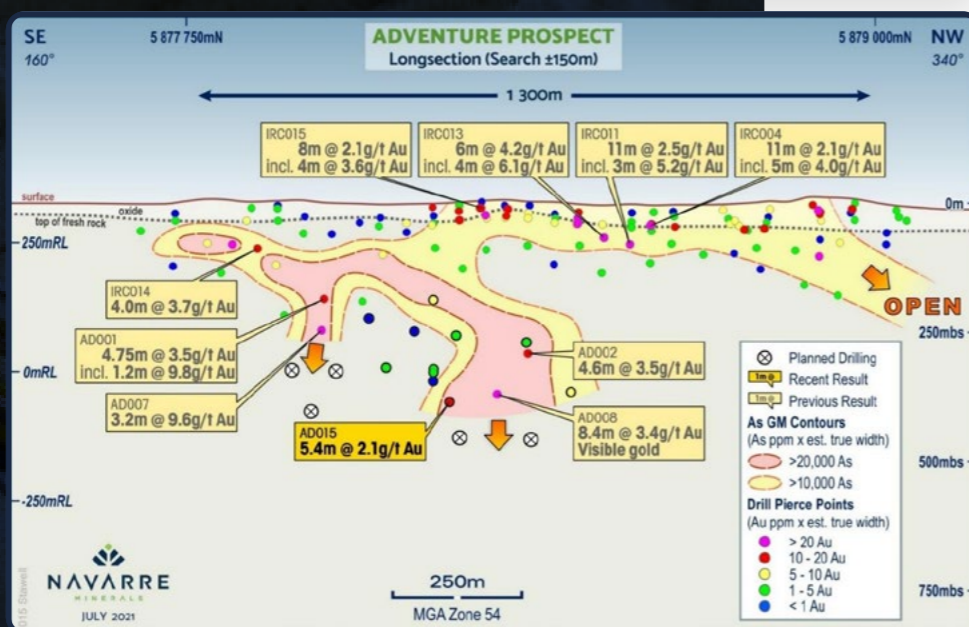 SE
160°
5 877 750mN
ADVENTURE PROSPECT
Longsection (Search ±150m)
5 879 000mN
NW
340°
1 300m
IRC015
8m @ 2.1g/t Au
incl. 4m @ 3.6g/t Au
IRC013
6m @ 4.2g/t Au
incl. 4m @ 6.1g/t Au
IRC011
11m @ 2.5g/t Au
incl. 3m @ 5.2g/t Au
IRC004
11m @ 2.1g/t Au
incl. 5m @ 4.0g/t Au
surface
oxide
top of fresh rock
0m
250mRL
IRC014
4.0m @ 3.7g/t Au
OPEN
250mbs
AD001
4.75m @ 3.5g/t Au
incl. 1.2m @ 9.8g/t Au
0mRL
AD007
3.2m @ 9.6g/t Au
AD002
4.6m @ 3.5g/t Au
AD015
5.4m @ 2.1g/t Au
AD008
8.4m @ 3.4g/t Au
Visible gold
Planned Drilling
1m @ Recent Result
1m @ Previous Result
As GM Contours
(As ppm x est. true width)
>20,000 As
>10,000 As
500mbs
-250mRL
Drill Pierce Points
(Au ppm x est. true width)
> 20 Au
10 - 20 Au
5 - 10 Au
1 - 5 Au
< 1 Au
750mbs
NAVARRE
MINERALS
JULY 2021
250m
MGA Zone 54
015 Stawell